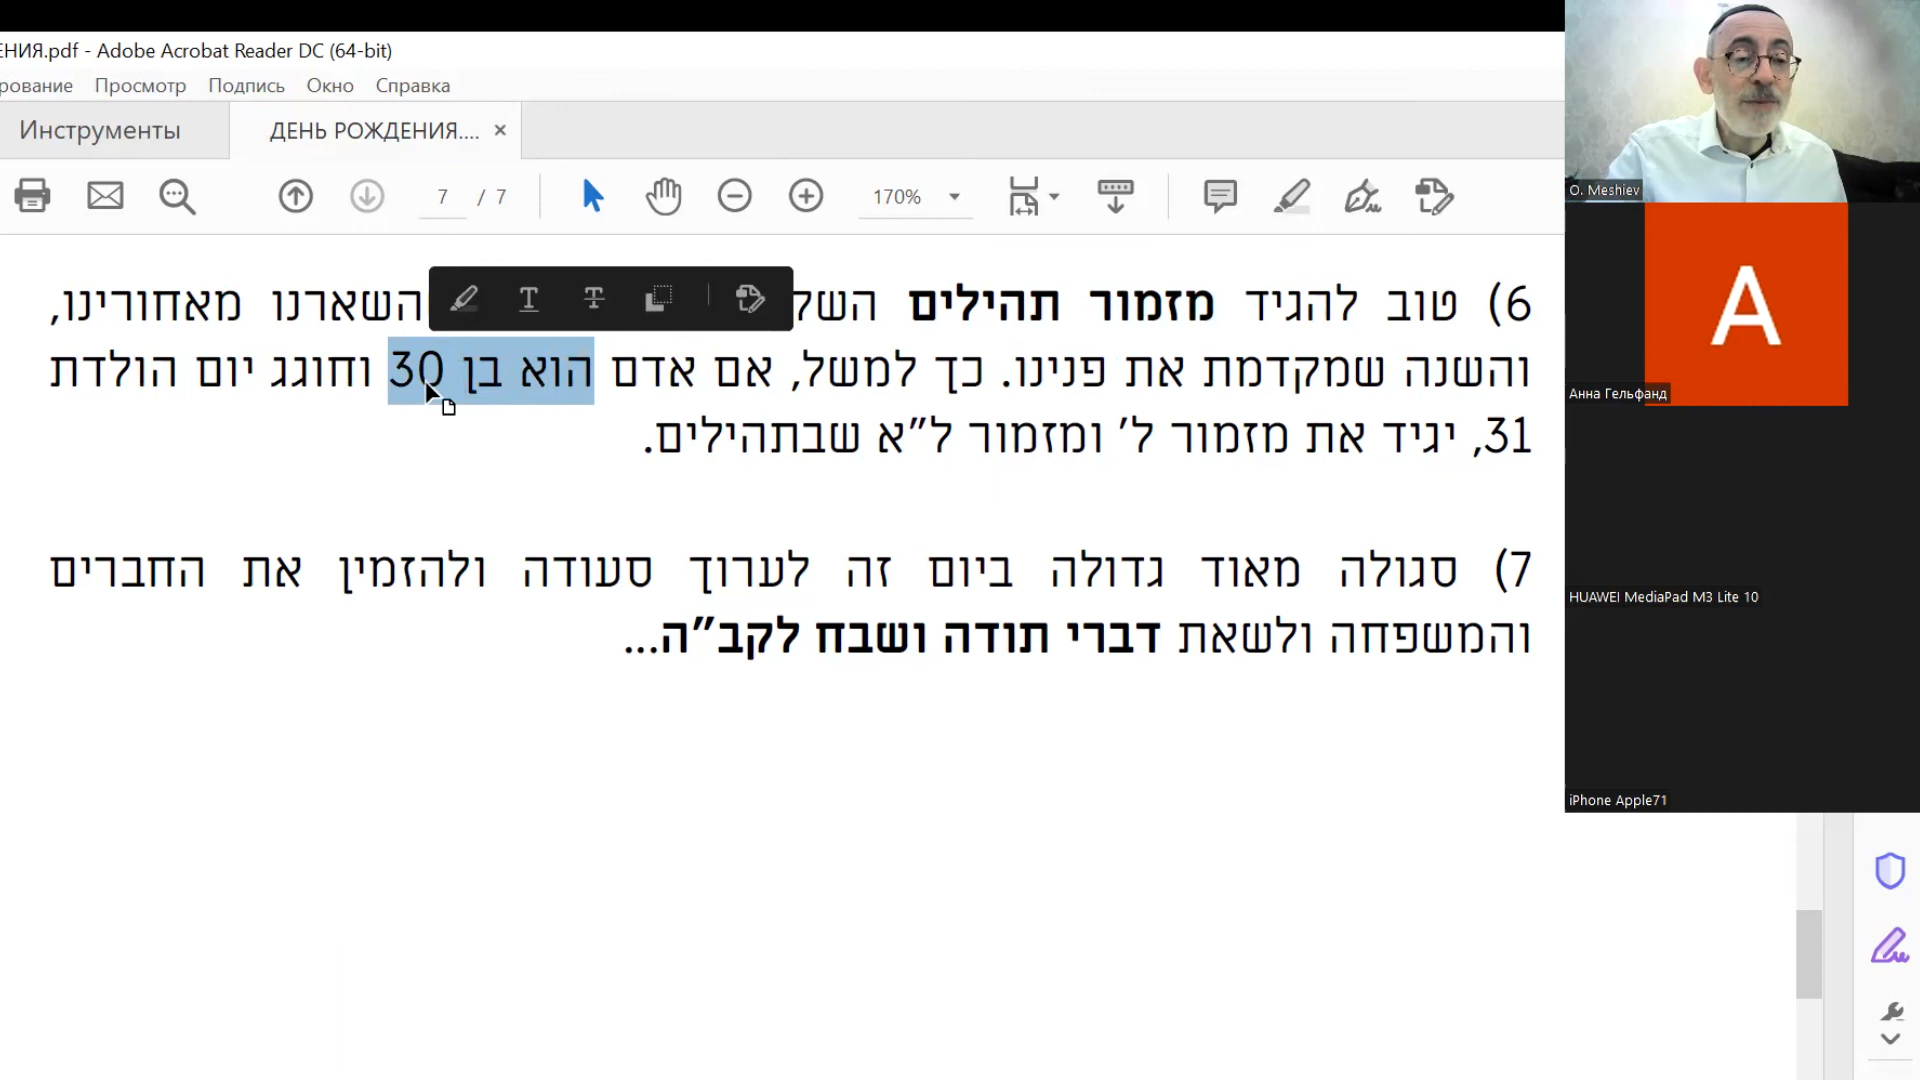 ЕНИЯ.pdf - Adobe Acrobat Reader DC (64-bit)
рование Просмотр Подпись Окно Справка
Инструменты
ДЕНЬ РОЖДЕНИЯ....
7 / 7
170%
6) טוב להגיד מזמור תהילים השארנו מאחורינו,
והשנה שמקדמת את פנינו. כך למשל, אם אדם הוא בן 30 וחוגג יום הולדת
31, יגיד את מזמור ל׳ ומזמור ל״א שבתהילים.
7) סגולה מאוד גדולה ביום זה לערוך סעודה ולהזמין את החברים
והמשפחה ולשאת דברי תודה ושבח לקב״ה...
O. Meshiev
A
Анна Гельфанд
HUAWEI MediaPad M3 Lite 10
iPhone Apple71